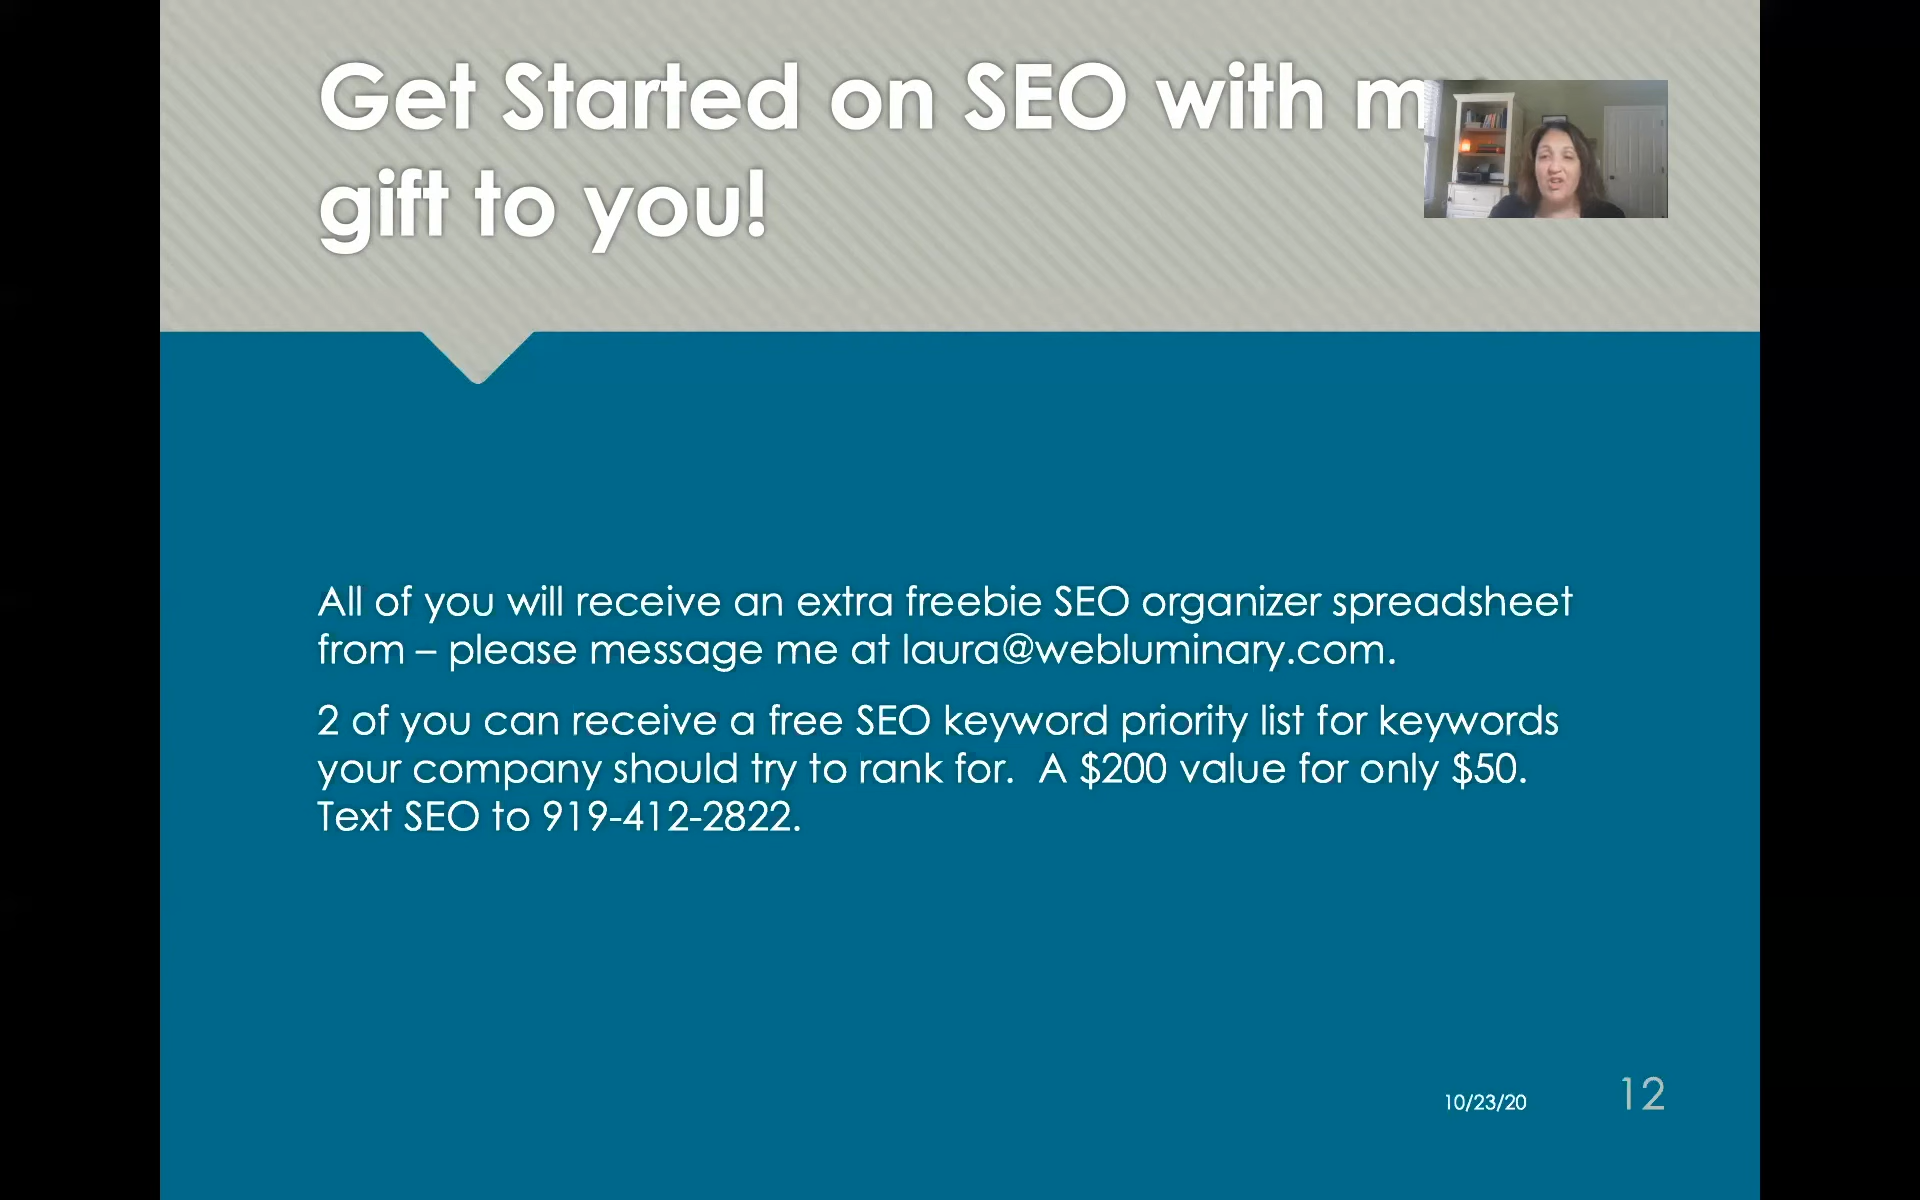 Get Started on SEO with m
gift to you!
All of you will receive an extra freebie SEO organizer spreadsheet
from – please message me at laura@webluminary.com.
2 of you can receive a free SEO keyword priority list for keywords
your company should try to rank for.  A $200 value for only $50.
Text SEO to 919-412-2822.
10/23/20
12